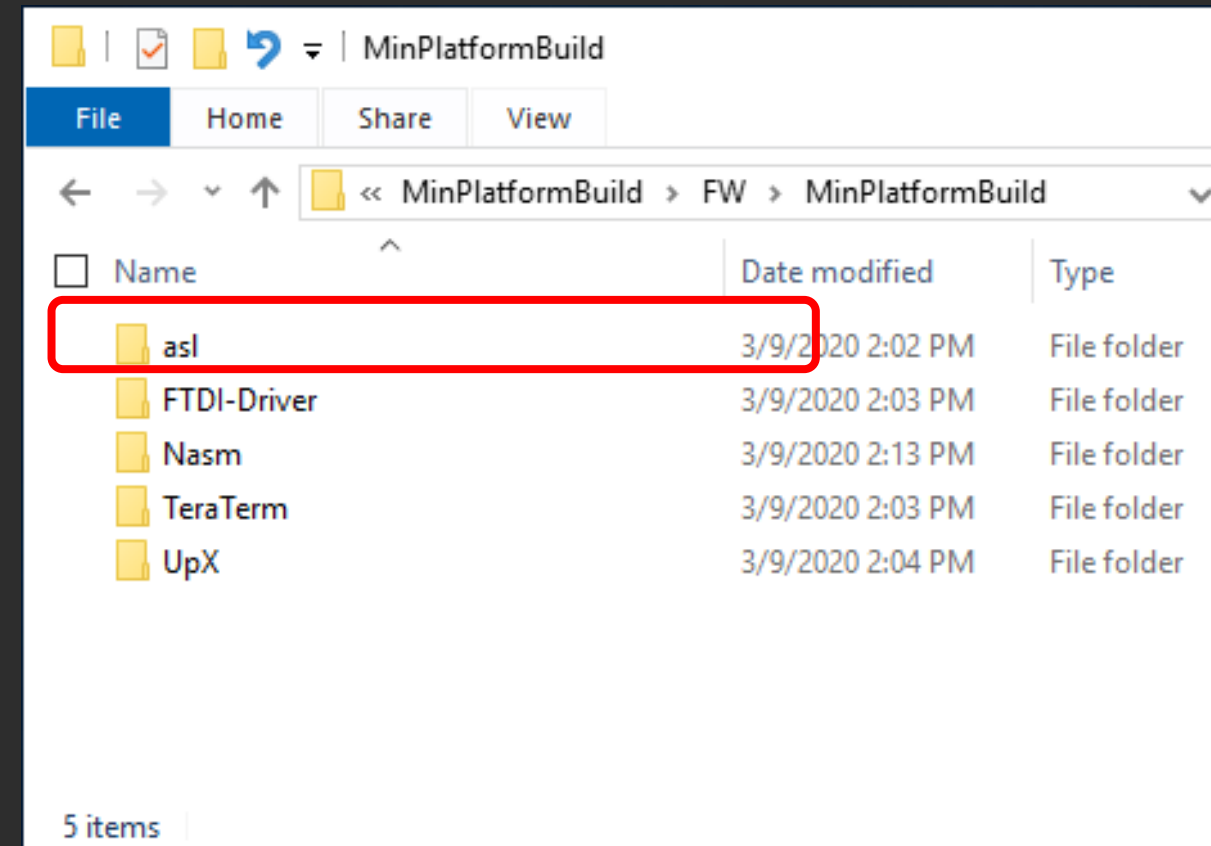 MinPlatformBuild
File Home Share View
« MinPlatformBuild > FW > MinPlatformBuild
Name Date modified Type
asl 3/9/2020 2:02 PM File folder
FTDI-Driver 3/9/2020 2:03 PM File folder
Nasm 3/9/2020 2:13 PM File folder
TeraTerm 3/9/2020 2:03 PM File folder
UpX 3/9/2020 2:04 PM File folder
5 items